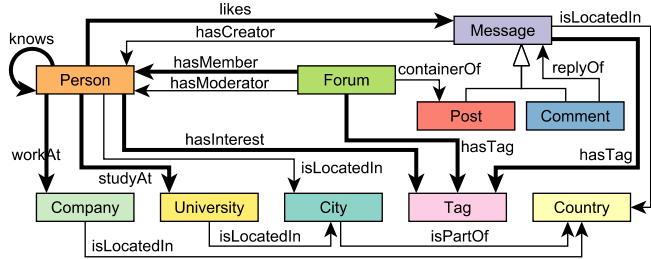 likes
Message
isLocatedIn
knows
hasCreator
Person
hasMember
Forum
containerOf
replyOf
hasModerator
Post
Comment
hasInterest
hasTag
hasTag
workAt
studyAt
isLocatedIn
Company
University
City
Tag
Country
isLocatedIn
isLocatedIn
isPartOf